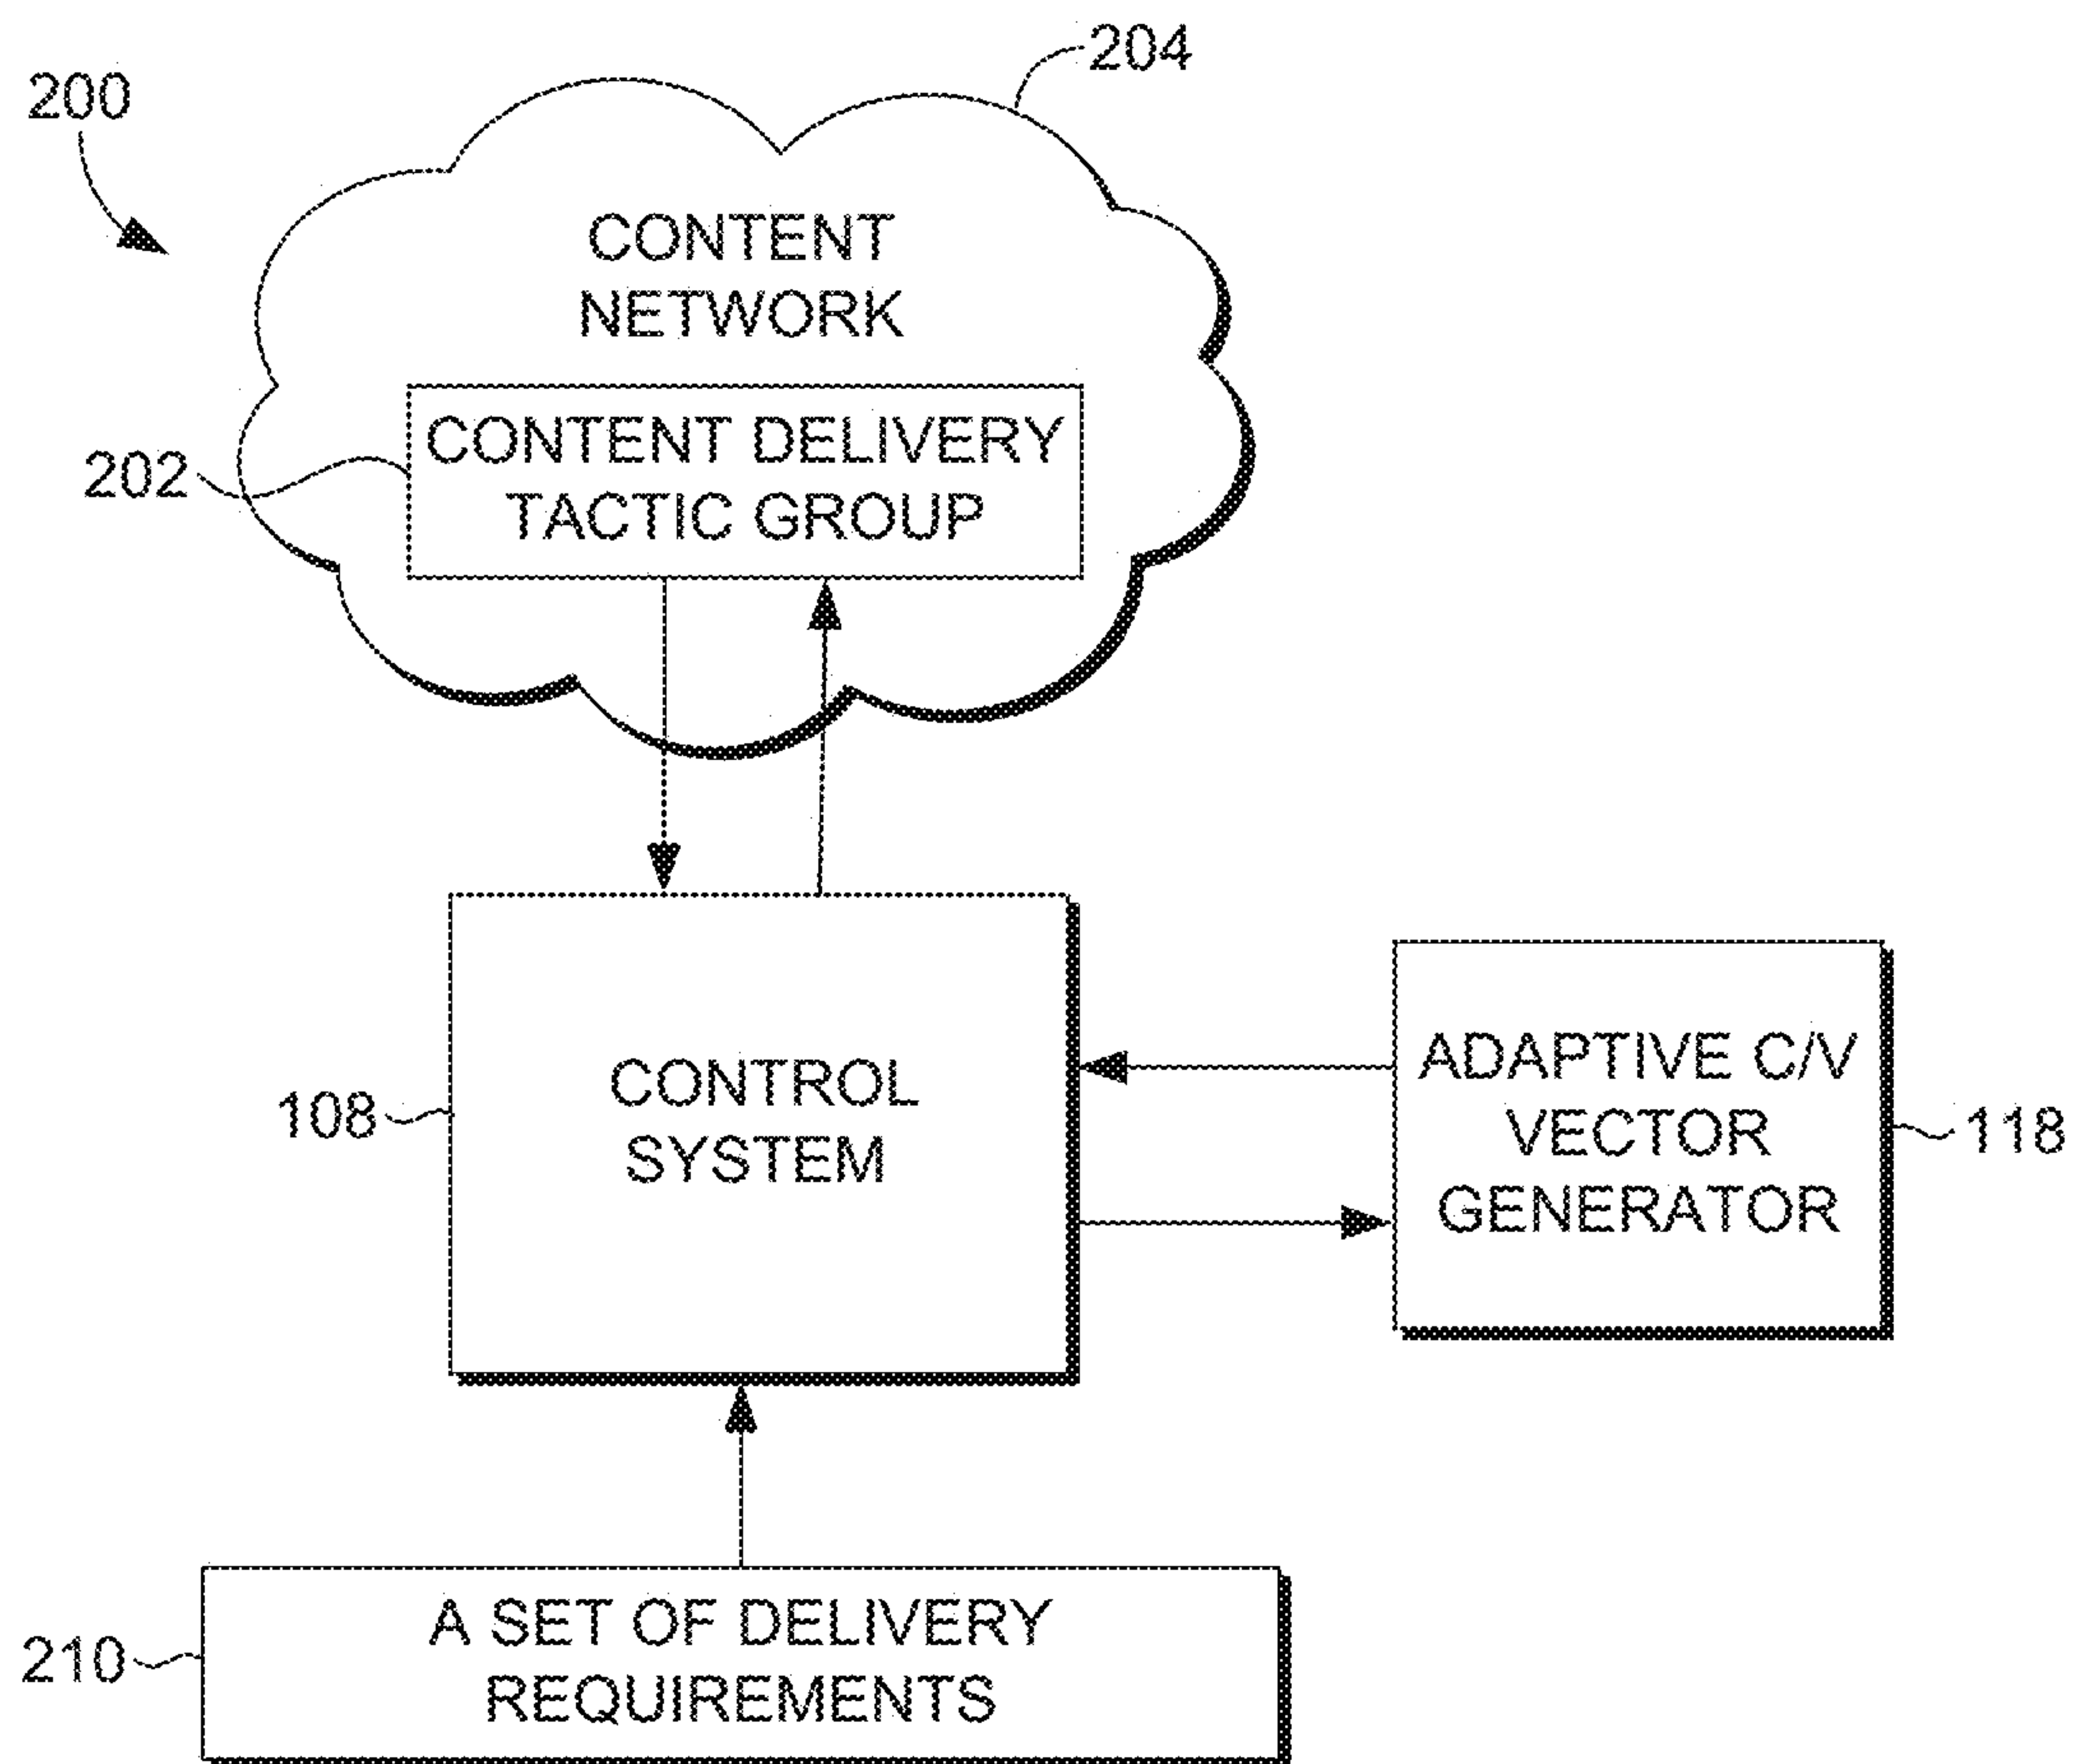 204
200
CONTENT
NETWORK
CONTENT DELIVERY
TACTIC GROUP
202
CONTROL
SYSTEM
108
ADAPTIVE C/V
VECTOR
GENERATOR
118
A SET OF DELIVERY
REQUIREMENTS
210